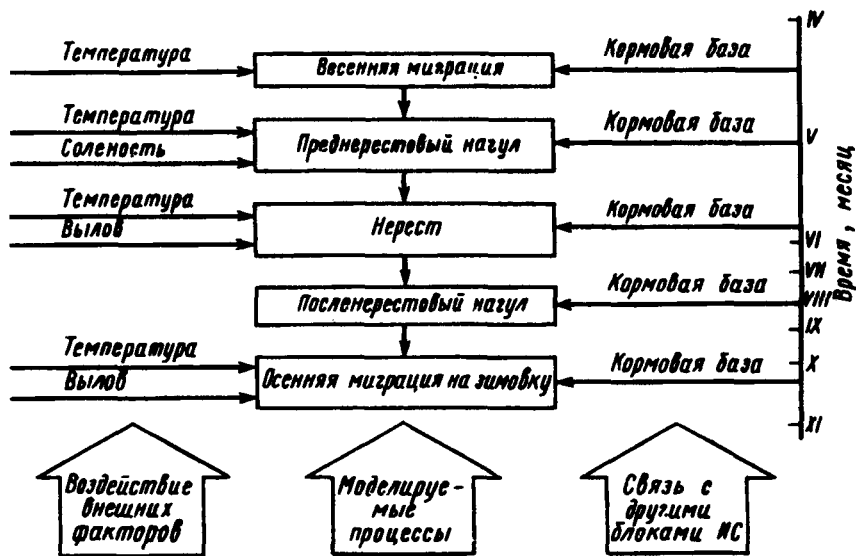 IV
Температура
Весенняя миграция
Кормовая база
Температура
Соленость
Преднерестовый нагул
Кормовая база
V
Температура
Вылов
Нерест
Кормовая база
VI
VII
Посленерестовый нагул
Кормовая база
VIII
IX
Температура
Вылов
Осенняя миграция на зимовку
Кормовая база
X
XI
Время, месяц
Воздействие
внешних
факторов
Моделируе-
мые
процессы
Связь с
другими
блоками ИС